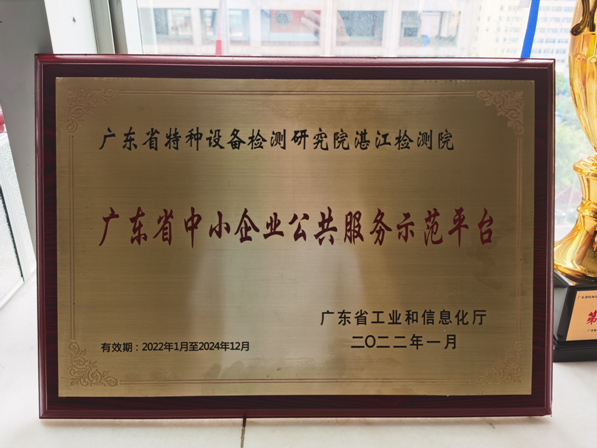 广东省特种设备检测研究院湛江检测院
广东省中小企业公共服务示范平台
广东省工业和信息化厅
有效期：2022年1月至2024年12月
二〇二二年一月
第